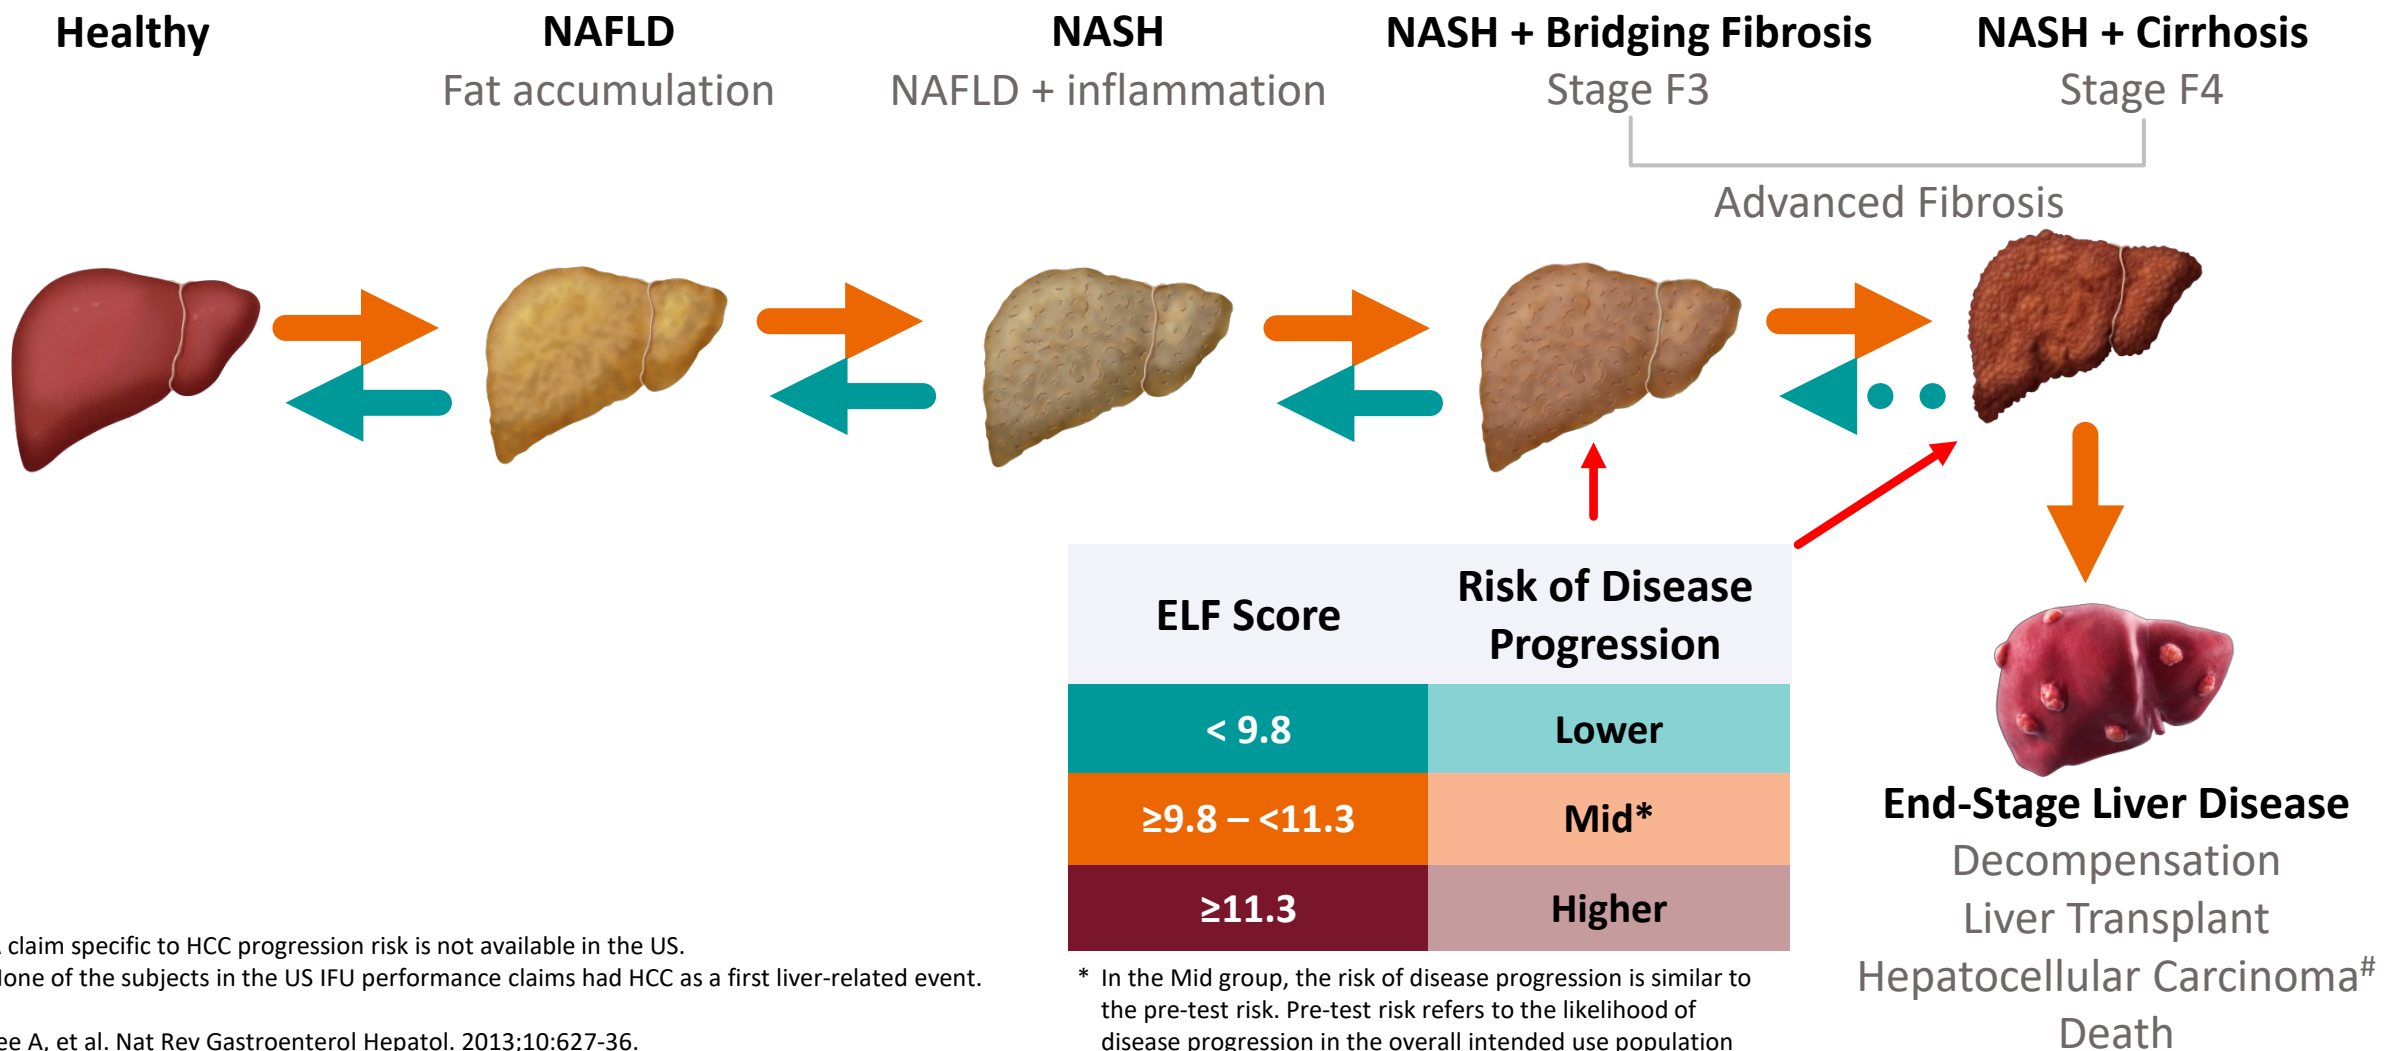 Healthy
NAFLD
Fat accumulation
NASH
NAFLD + inflammation
NASH + Bridging Fibrosis
Stage F3
NASH + Cirrhosis
Stage F4
Advanced Fibrosis
ELF Score
Risk of Disease
Progression
< 9.8
Lower
≥9.8 – <11.3
Mid*
≥11.3
Higher
End-Stage Liver Disease
Decompensation
Liver Transplant
Hepatocellular Carcinoma#
Death
claim specific to HCC progression risk is not available in the US.
of the subjects in the US IFU performance claims had HCC as a first liver-related event.
A, et al. Nat Rev Gastroenterol Hepatol. 2013;10:627-36.
* In the Mid group, the risk of disease progression is similar to
the pre-test risk. Pre-test risk refers to the likelihood of
disease progression in the overall intended use population